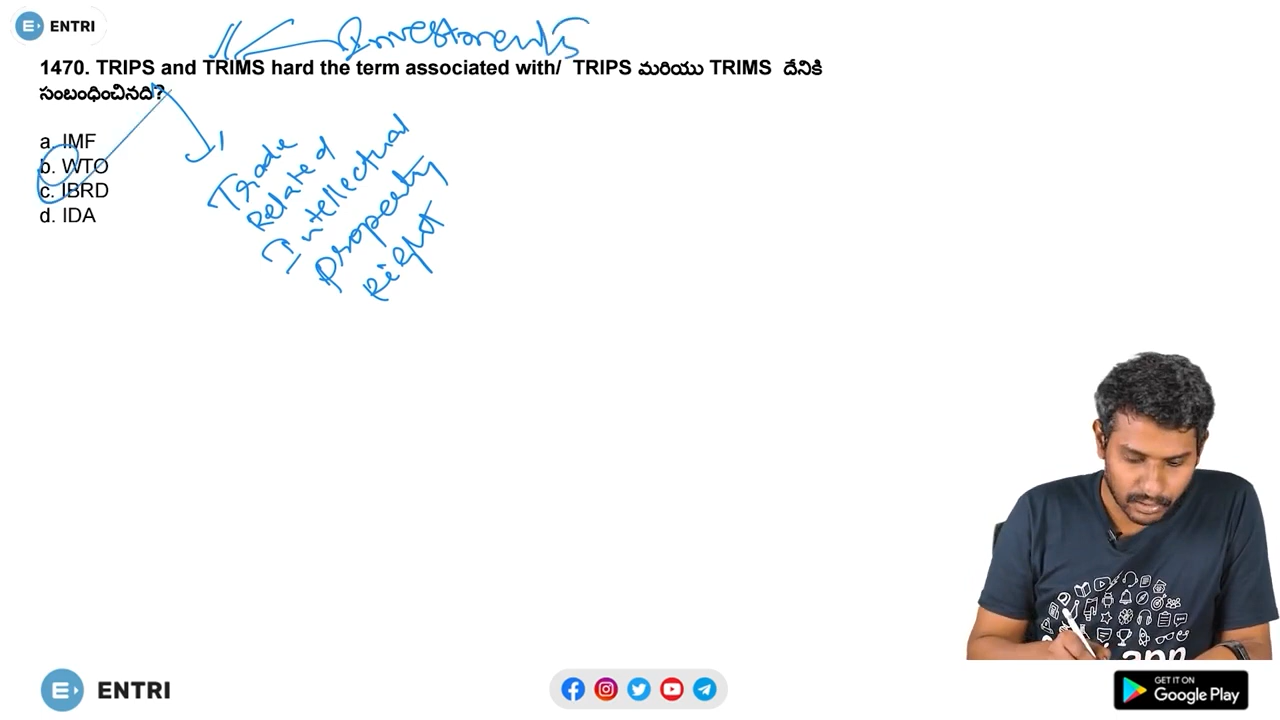 ENTRI
Investments
1470. TRIPS and TRIMS hard the term associated with/ TRIPS మరియు TRIMS దేనికి
సంబంధించినది?
a. IMF
b. WTO
c. IBRD
d. IDA
Trade
Related
Intellectual
property
Right
app
ENTRI
GET IT ON
Google Play